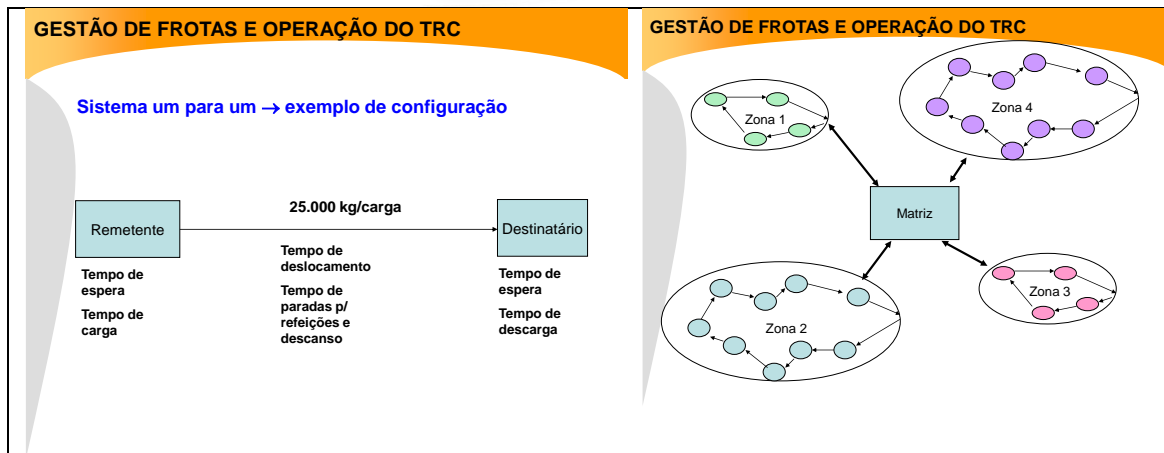 GESTÃO DE FROTAS E OPERAÇÃO DO TRC
Sistema um para um → exemplo de configuração
25.000 kg/carga
Remetente
Destinatário
Tempo de
espera
Tempo de
carga
Tempo de
deslocamento
Tempo de
paradas p/
refeições e
descanso
Tempo de
espera
Tempo de
descarga
GESTÃO DE FROTAS E OPERAÇÃO DO TRC
Zona 1
Zona 4
Matriz
Zona 2
Zona 3